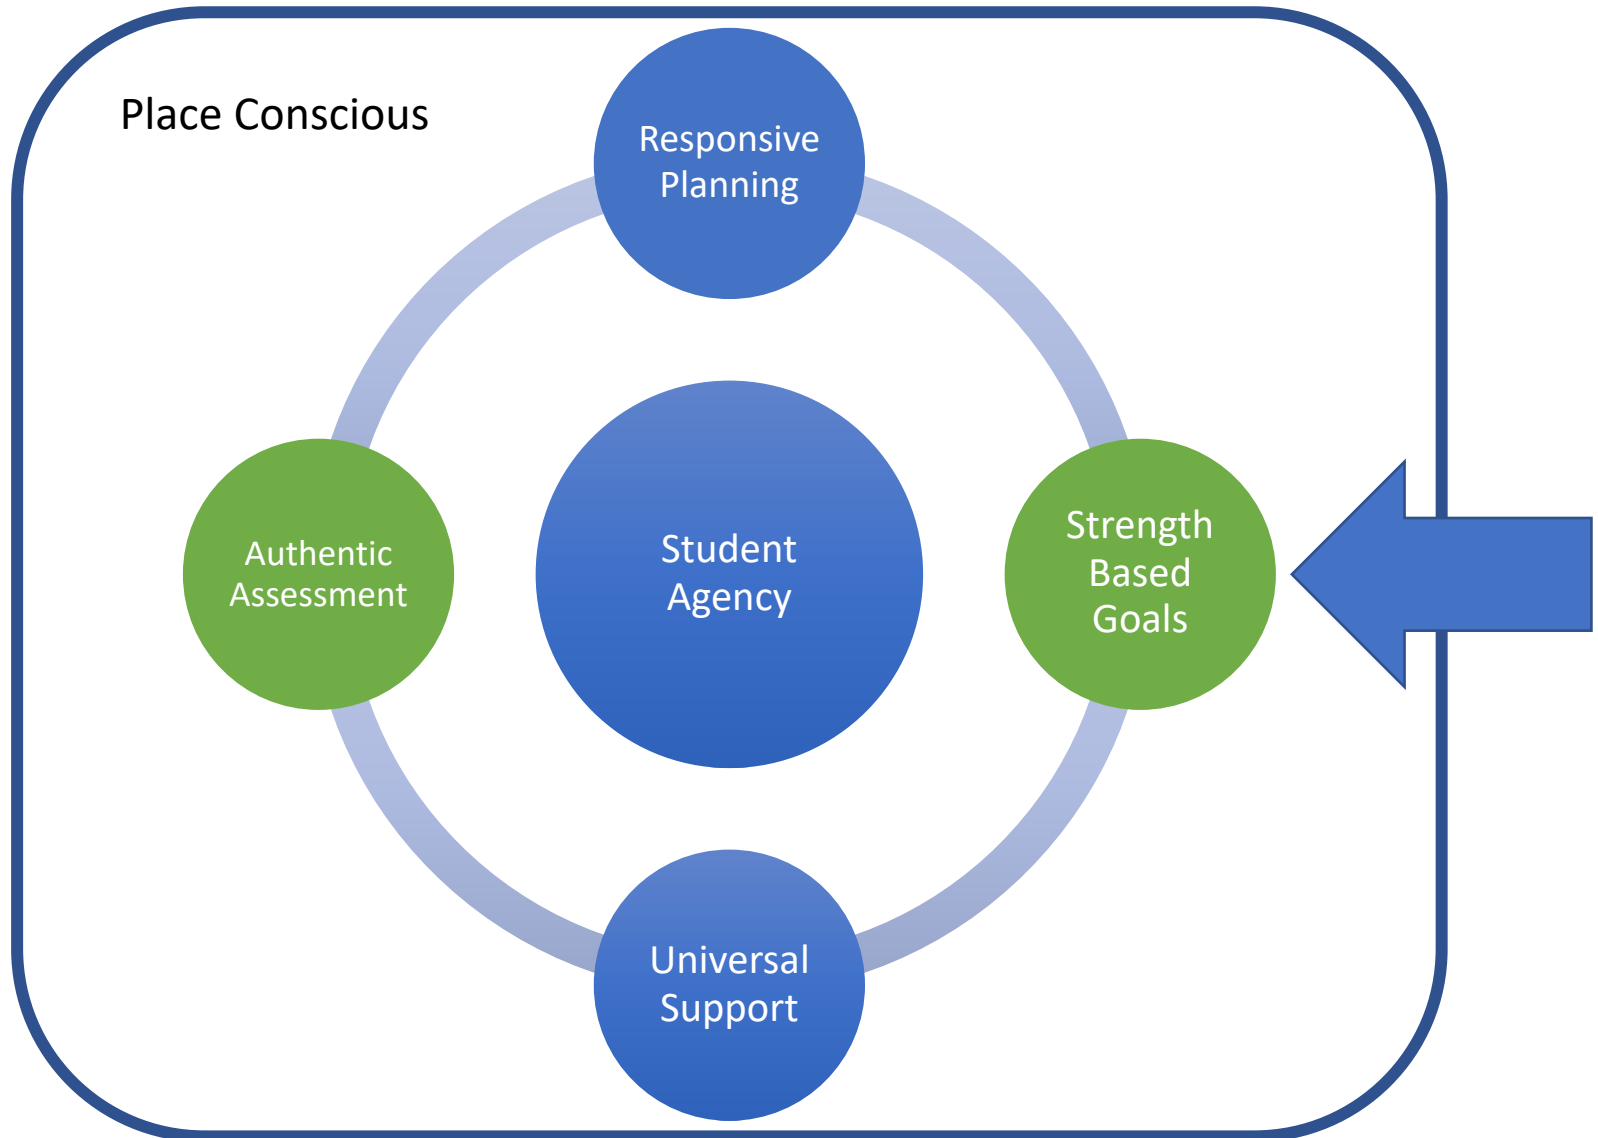 Place Conscious
Responsive
Planning
Authentic
Assessment
Student
Agency
Strength
Based
Goals
Universal
Support